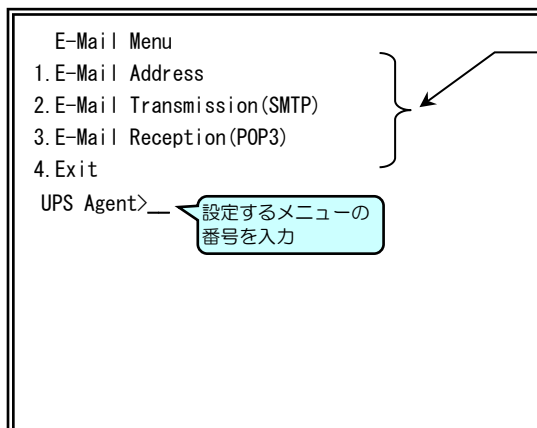 E-Mail Menu
1.E-Mail Address
2.E-Mail Transmission(SMTP)
3.E-Mail Reception(POP3)
4.Exit
UPS Agent>__
設定するメニューの
番号を入力